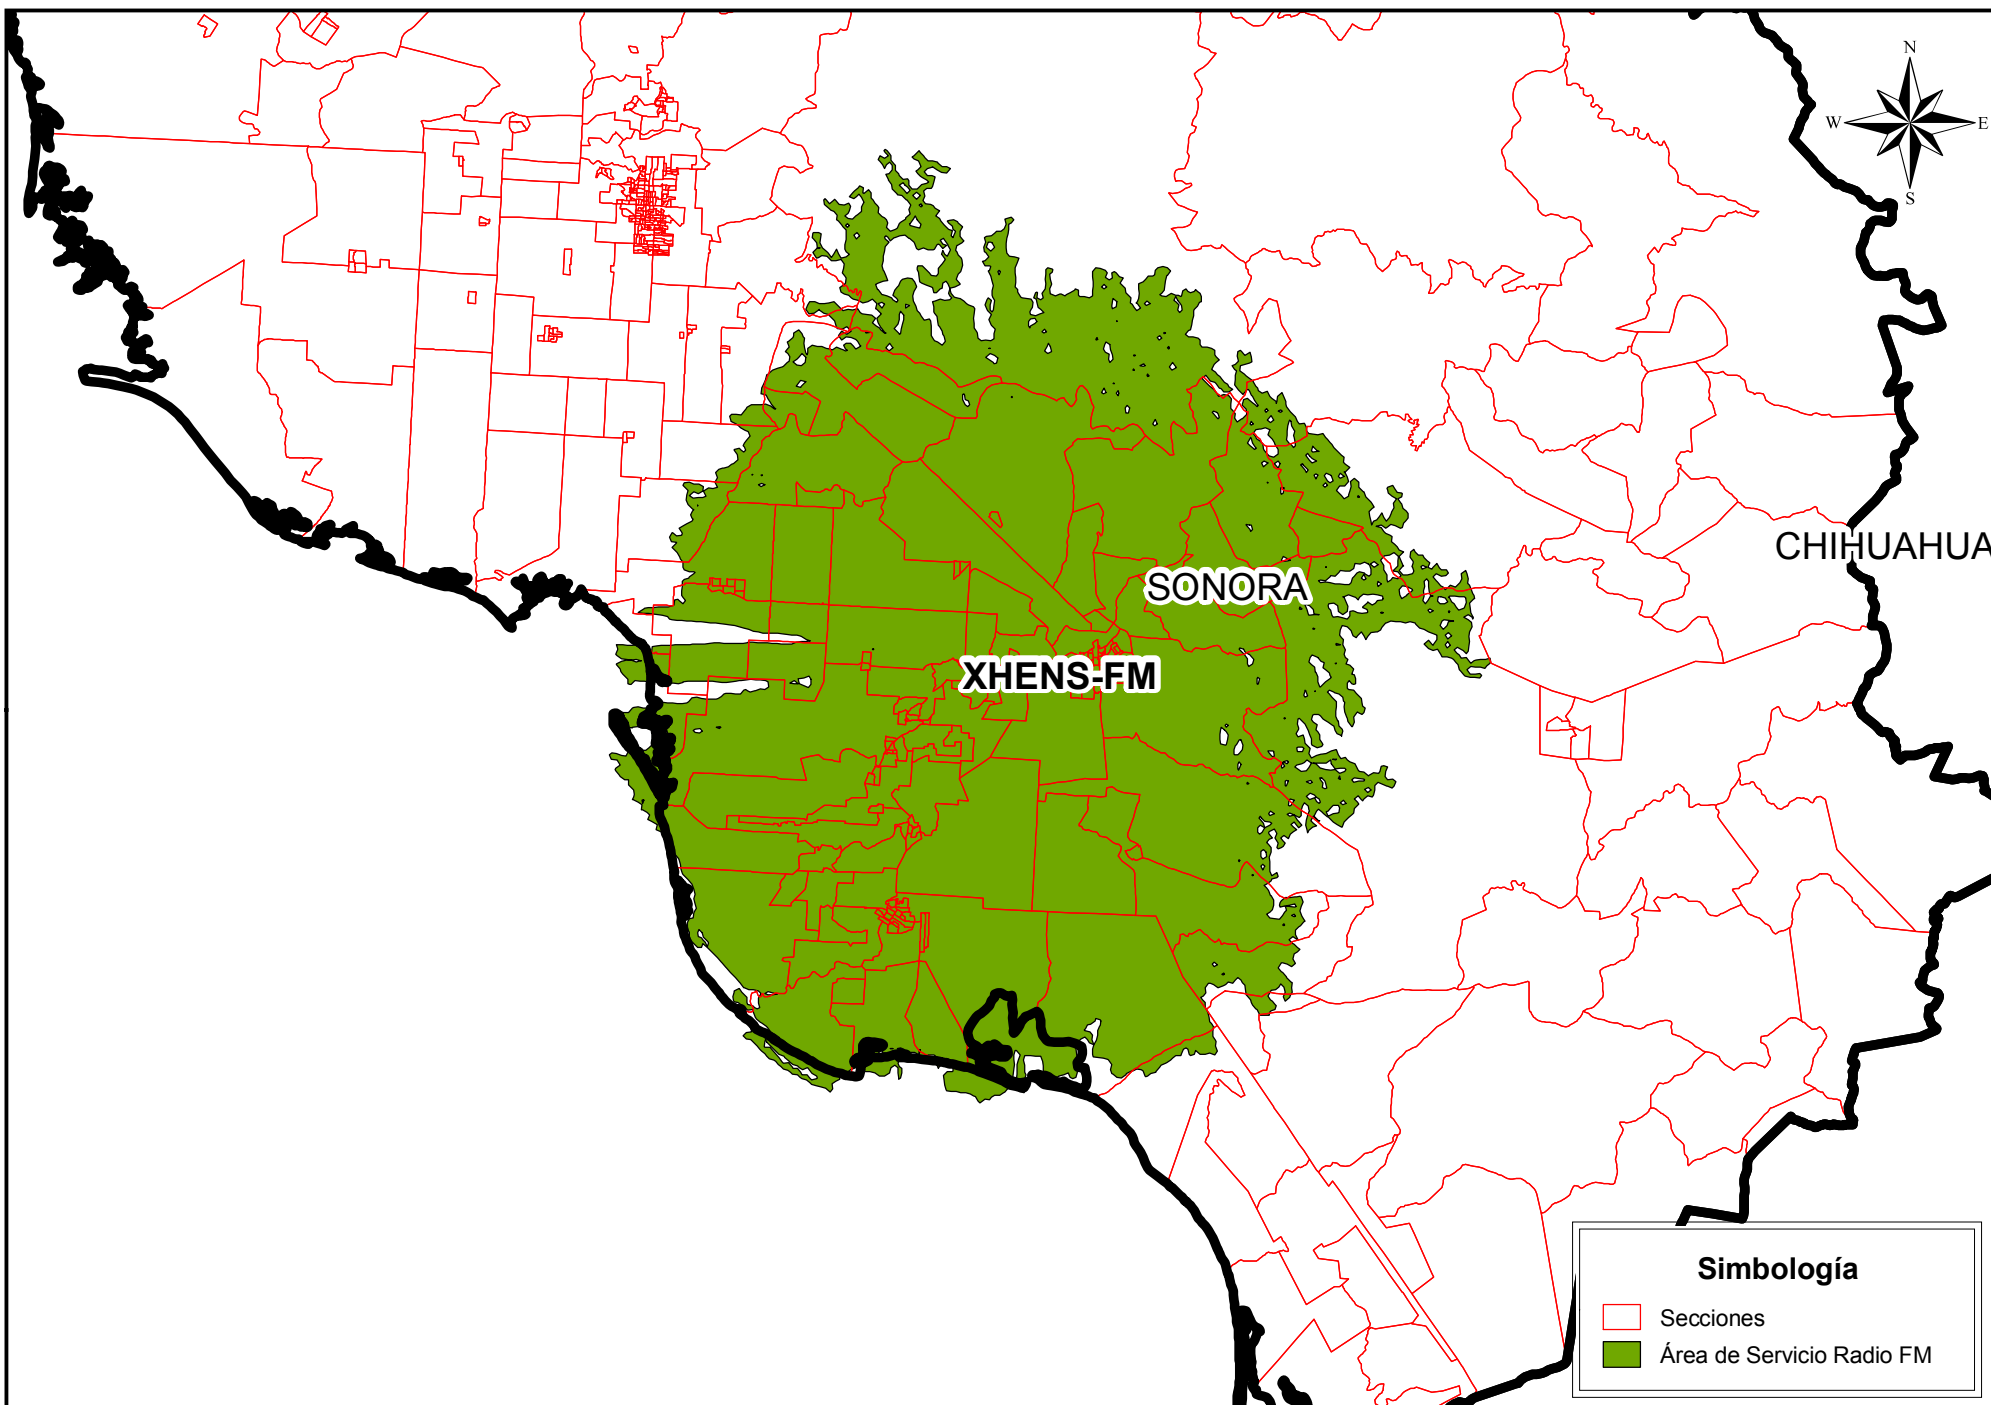 N
W
E
S
CHIHUAHUA
SONORA
XHENS-FM
Simbología
Secciones
Área de Servicio Radio FM